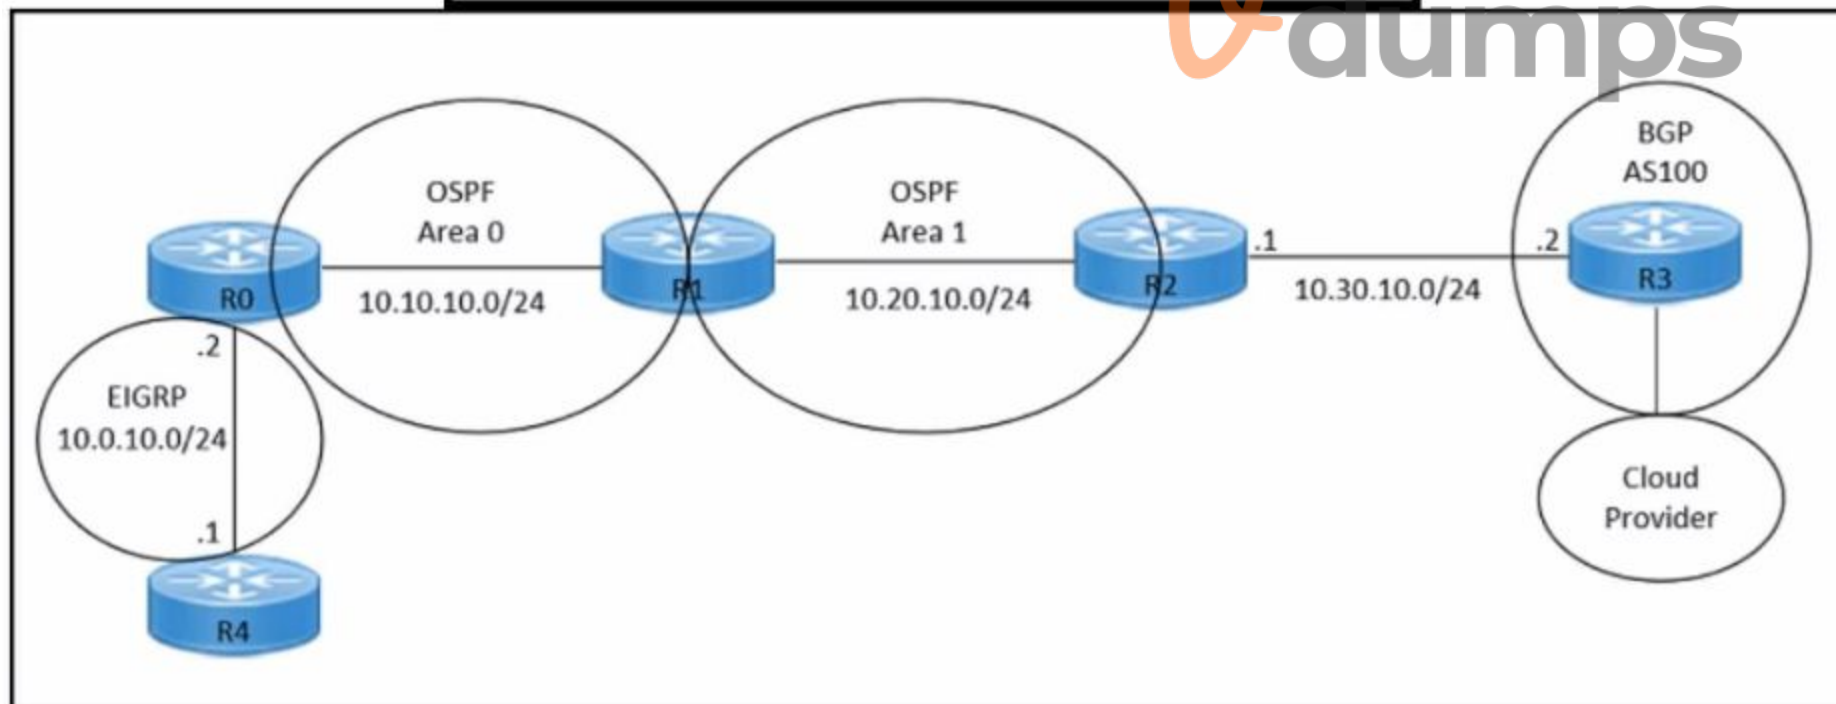 dumps
OSPF
Area 0
OSPF
Area 1
BGP
AS100
R0
10.10.10.0/24
R1
10.20.10.0/24
R2
.1
10.30.10.0/24
.2
R3
.2
EIGRP
10.0.10.0/24
.1
R4
Cloud
Provider